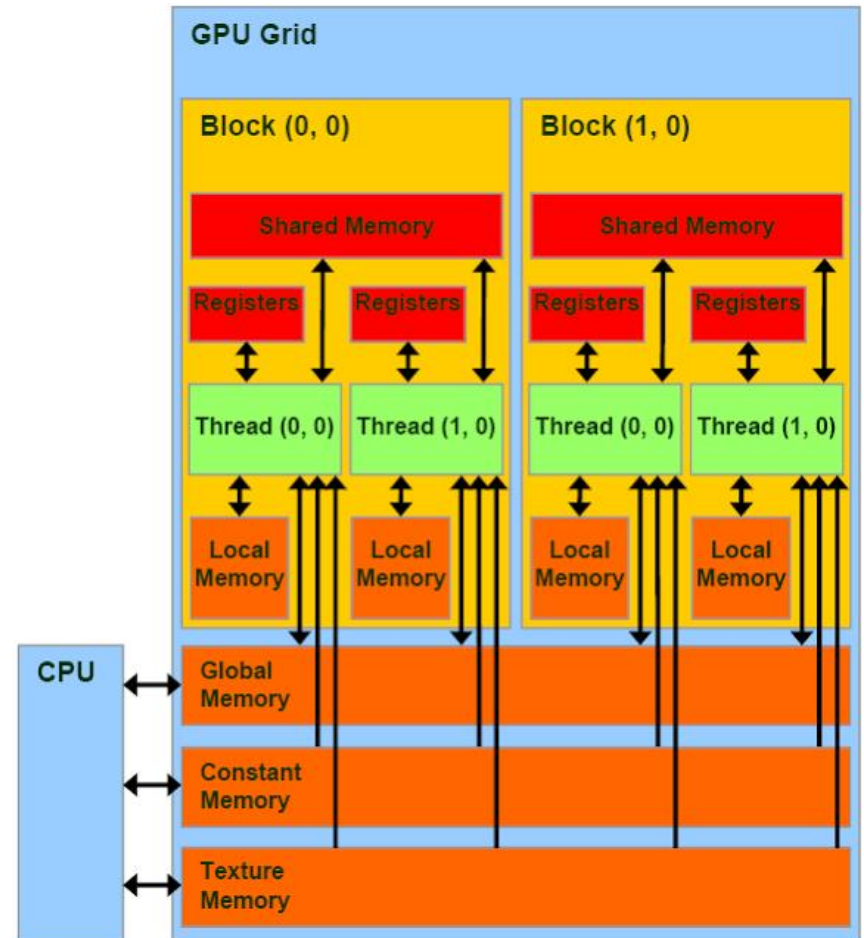 GPU Grid
Block (0, 0)
Block (1, 0)
Shared Memory
Shared Memory
Registers
Registers
Registers
Registers
Thread (0, 0)
Thread (1, 0)
Thread (0, 0)
Thread (1, 0)
Local
Memory
Local
Memory
Local
Memory
Local
Memory
CPU
Global
Memory
Constant
Memory
Texture
Memory